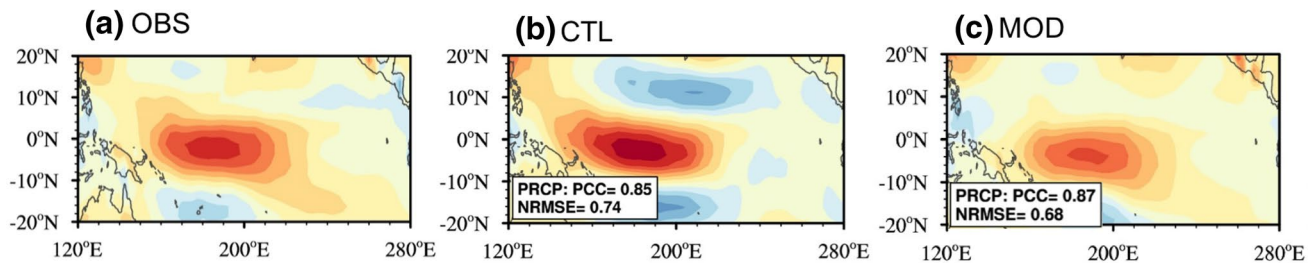 (a) OBS
(b) CTL
(c) MOD
20°N
10°N
0°N
-10°N
-20°N
120°E
200°E
280°E
20°N
10°N
0°N
-10°N
-20°N
PRCP: PCC= 0.85
NRMSE= 0.74
120°E
200°E
280°E
20°N
10°N
0°N
-10°N
-20°N
PRCP: PCC= 0.87
NRMSE= 0.68
120°E
200°E
280°E